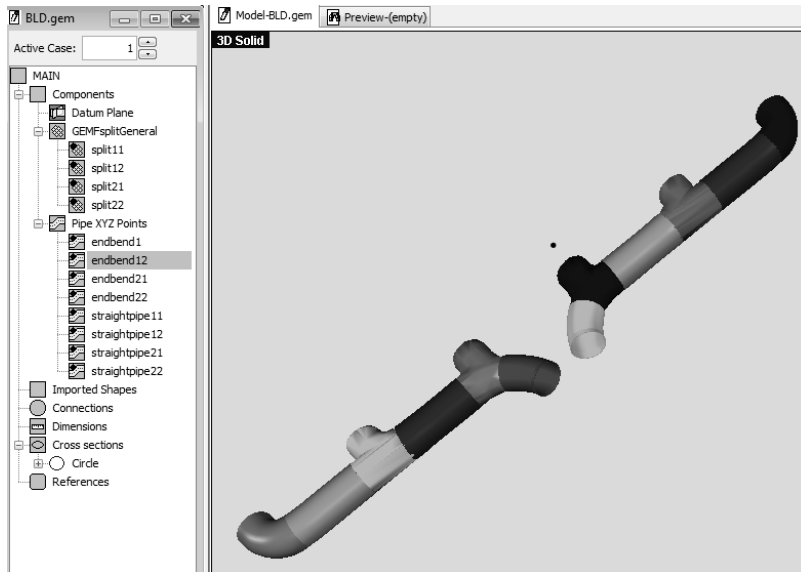 BLD.gem
Active Case: 1
MAIN
Components
Datum Plane
GEMFsplitGeneral
split11
split12
split21
split22
Pipe XYZ Points
endbend1
endbend12
endbend21
endbend22
straightpipe11
straightpipe12
straightpipe21
straightpipe22
Imported Shapes
Connections
Dimensions
Cross sections
Circle
References
Model-BLD.gem Preview-(empty)
3D Solid